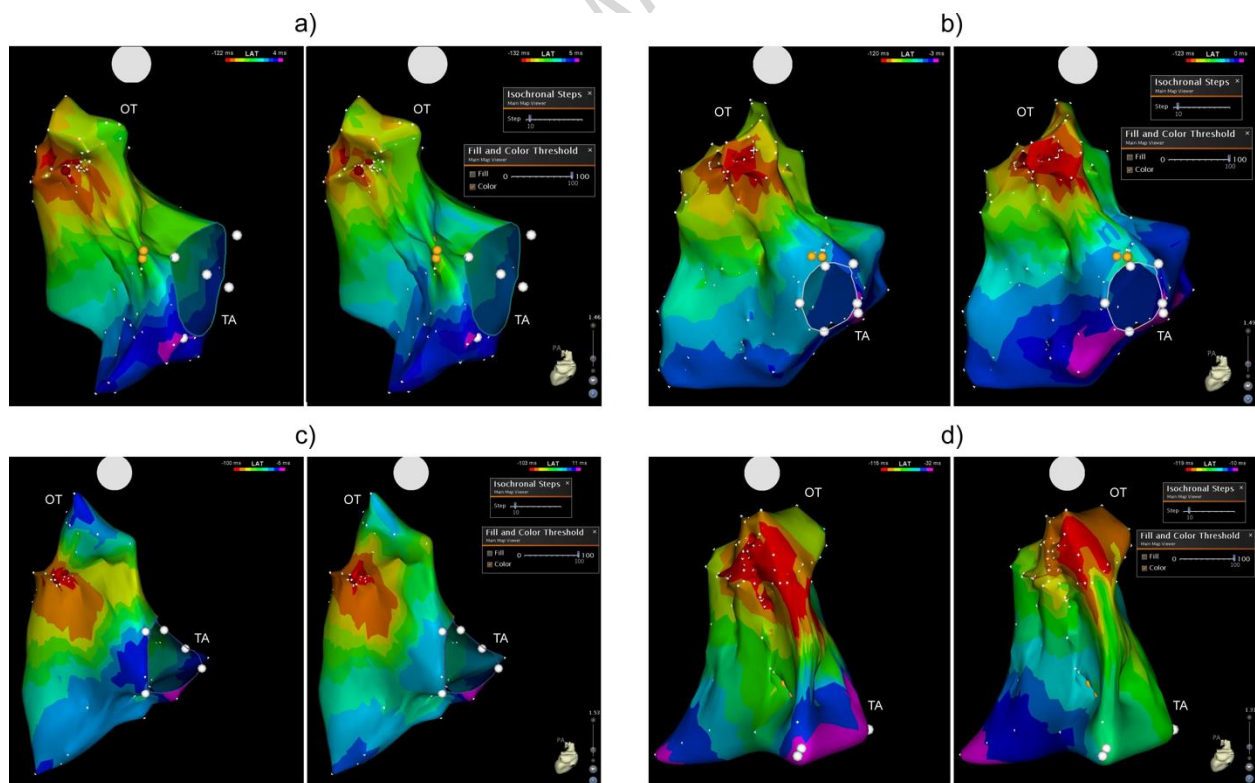 a)
-122 ms LAT 4 ms
-132 ms LAT 5 ms
OT
OT
Isochronal Steps ×
Main Map Viewer
Step
10
Fill and Color Threshold ×
Main Map Viewer
Fill 0 100
Color 100
TA
TA
1.46
PA
b)
-120 ms LAT -3 ms
-123 ms LAT 0 ms
OT
OT
Isochronal Steps ×
Main Map Viewer
Step
10
Fill and Color Threshold ×
Main Map Viewer
Fill 0 100
Color 100
TA
TA
1.49
PA
c)
-100 ms LAT -6 ms
-103 ms LAT 11 ms
OT
OT
Isochronal Steps ×
Main Map Viewer
Step
10
Fill and Color Threshold ×
Main Map Viewer
Fill 0 100
Color 100
TA
TA
1.53
PA
d)
-115 ms LAT -32 ms
-119 ms LAT -10 ms
OT
OT
Isochronal Steps ×
Main Map Viewer
Step
10
Fill and Color Threshold ×
Main Map Viewer
Fill 0 100
Color 100
TA
TA
PA